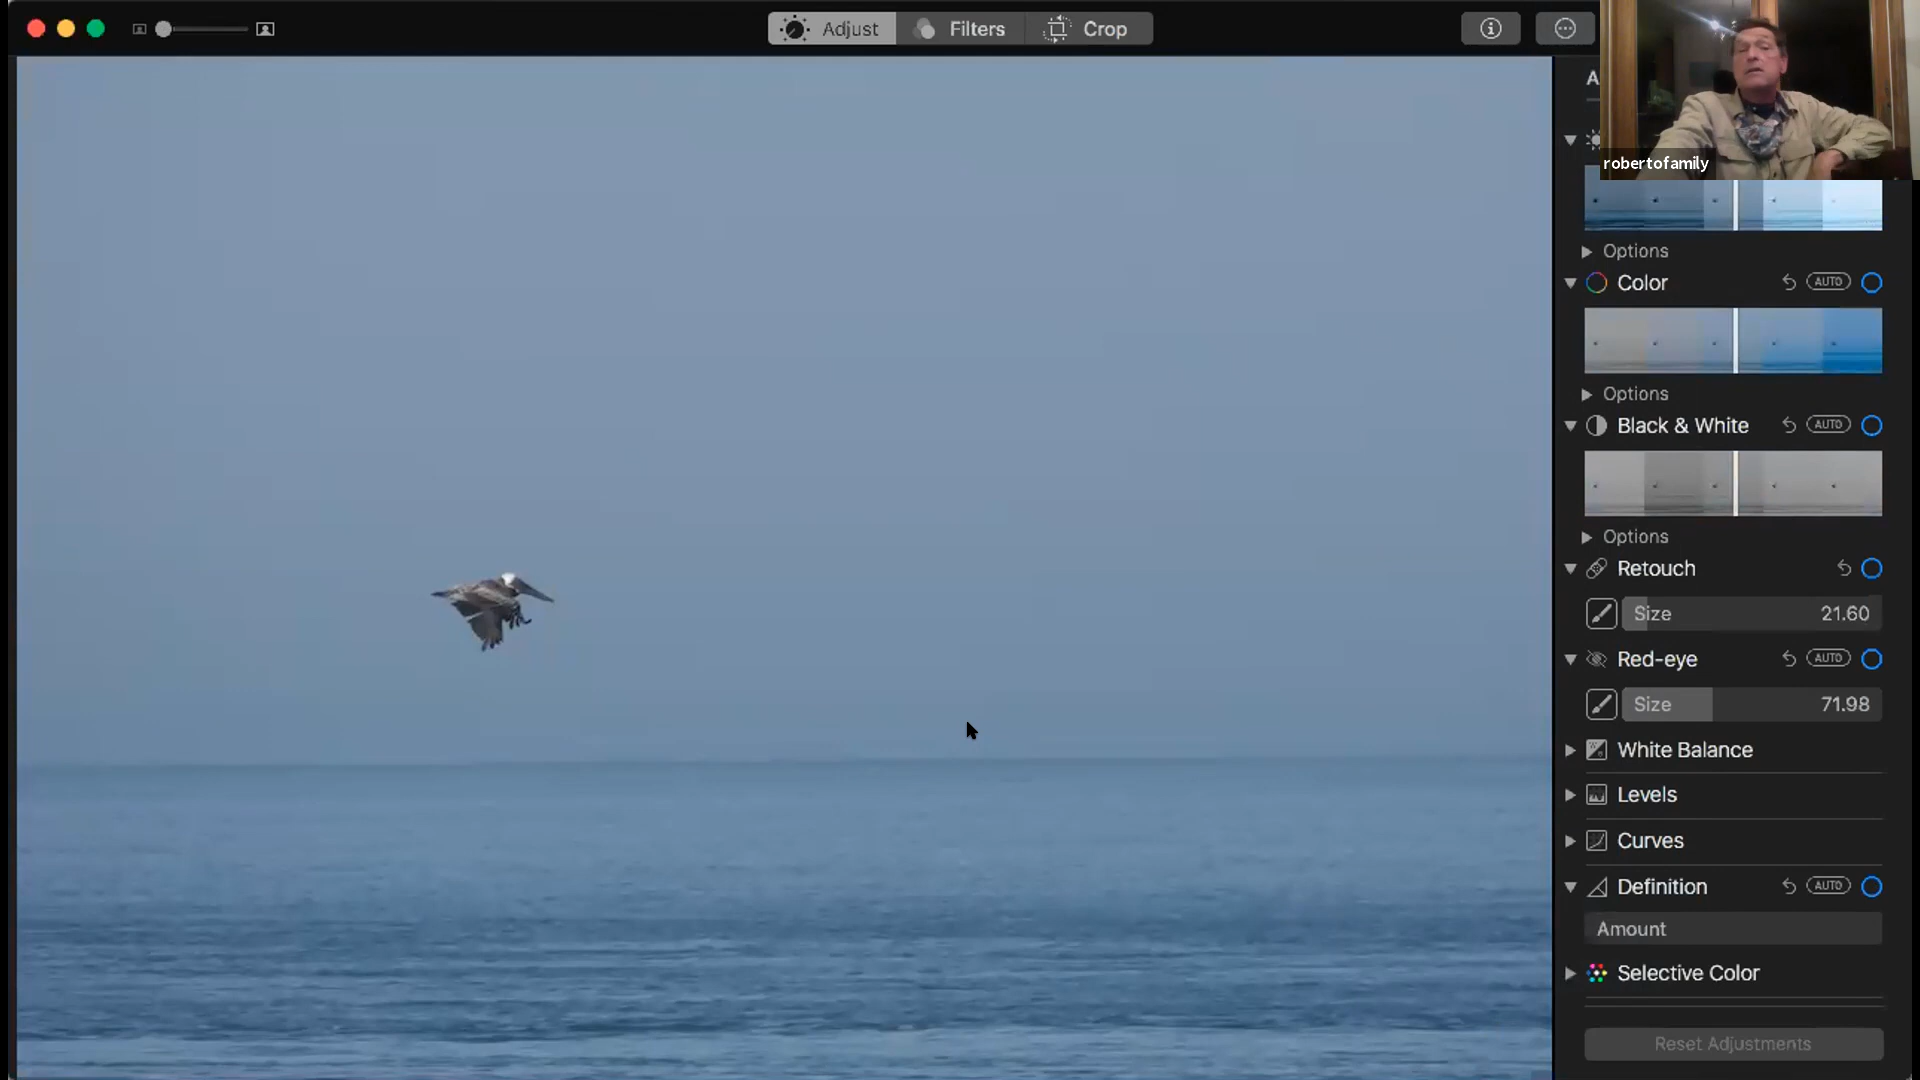 Adjust Filters Crop
A
robertofamily
Options
Color AUTO
Options
Black & White AUTO
Options
Retouch
Size 21.60
Red-eye AUTO
Size 71.98
White Balance
Levels
Curves
Definition AUTO
Amount
Selective Color
Reset Adjustments